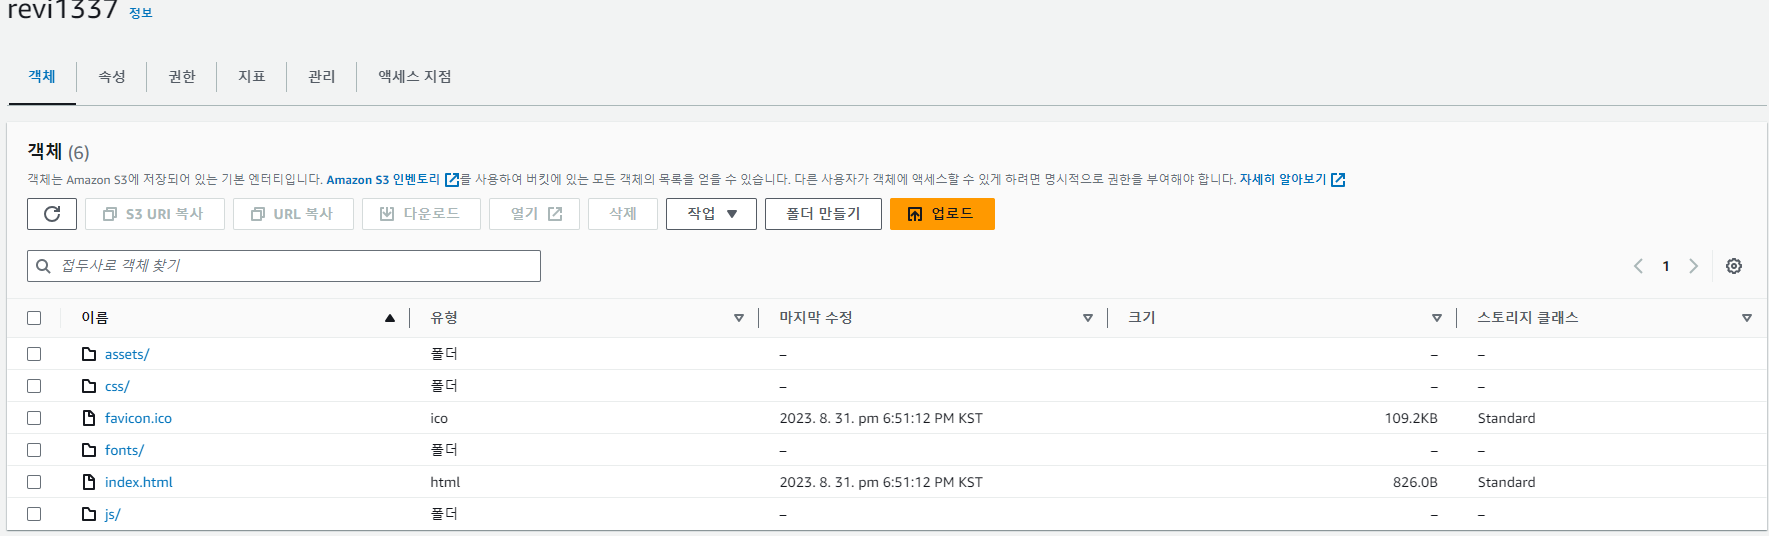 revi1337 정보
객체 속성 권한 지표 관리 액세스 지점
객체 (6)
객체는 Amazon S3에 저장되어 있는 기본 엔터티입니다. Amazon S3 인벤토리 를 사용하여 버킷에 있는 모든 객체의 목록을 얻을 수 있습니다. 다른 사용자가 객체에 액세스할 수 있게 하려면 명시적으로 권한을 부여해야 합니다. 자세히 알아보기
S3 URI 복사 URL 복사 다운로드 열기 삭제 작업 폴더 만들기 업로드
접두사로 객체 찾기 1
이름 유형 마지막 수정 크기 스토리지 클래스
assets/ 폴더 – – –
css/ 폴더 – – –
favicon.ico ico 2023. 8. 31. pm 6:51:12 PM KST 109.2KB Standard
fonts/ 폴더 – – –
index.html html 2023. 8. 31. pm 6:51:12 PM KST 826.0B Standard
js/ 폴더 – – –